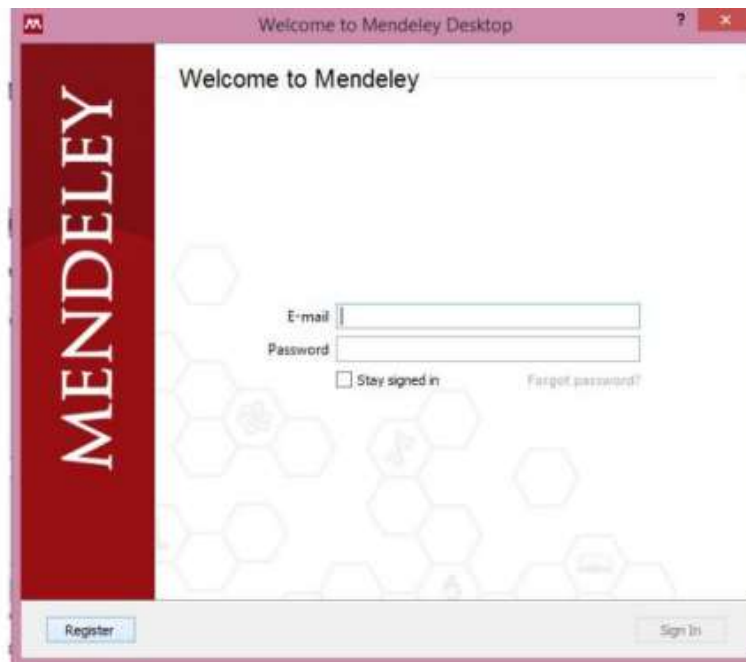 Welcome to Mendeley Desktop
?
Welcome to Mendeley
MENDELEY
E-mail
Password
Stay signed in
Forgot password?
Register
Sign In